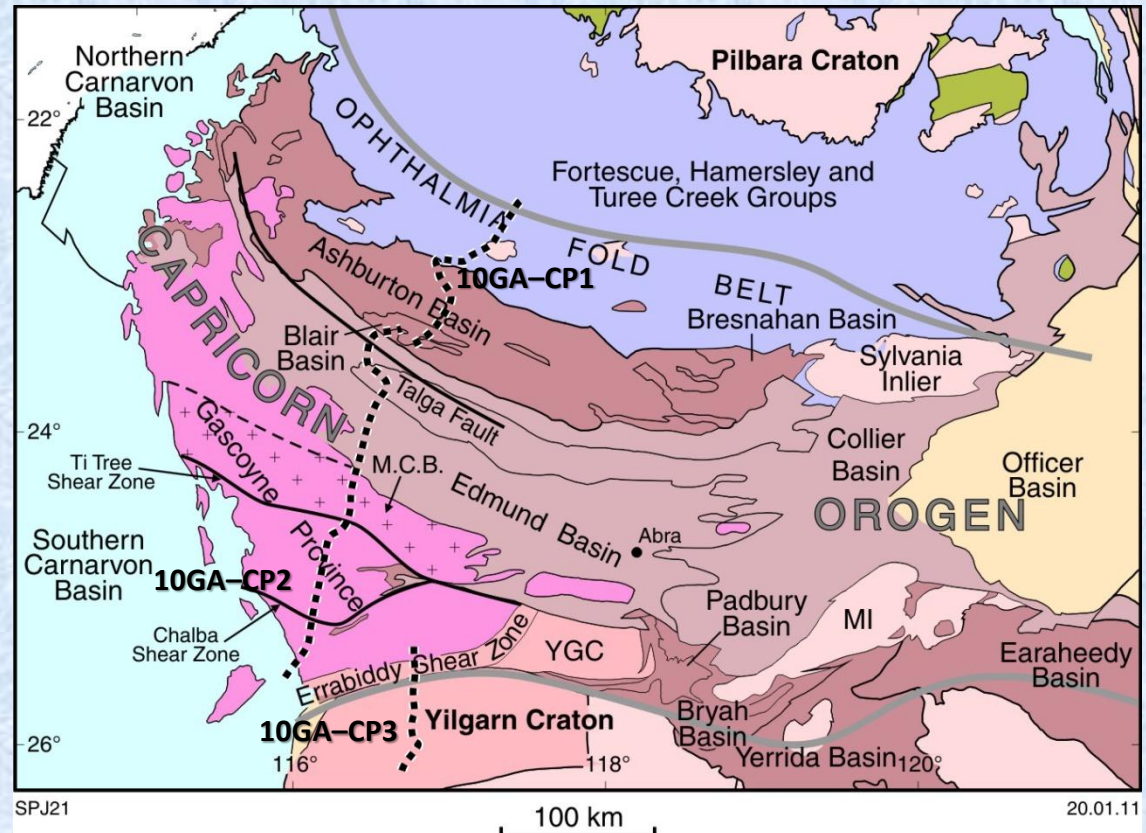 Northern
Carnarvon
Basin
Pilbara Craton
22°
OPHTHALMIA
FOLD
BELT
Fortescue, Hamersley and
Turee Creek Groups
CAPRICORN
Ashburton Basin
10GA–CP1
Bresnahan Basin
Blair
Basin
Sylvania
Inlier
Talga Fault
24°
Gascoyne
Province
Ti Tree
Shear Zone
M.C.B.
Edmund Basin
Collier
Basin
Officer
Basin
OROGEN
Abra
Southern
Carnarvon
Basin
10GA–CP2
Chalba
Shear Zone
Padbury
Basin
MI
YGC
Errabiddy Shear Zone
Earaheedy
Basin
10GA–CP3
Yilgarn Craton
Bryah
Basin
Yerrida Basin
26°
116°
118°
120°
SPJ21
100 km
20.01.11